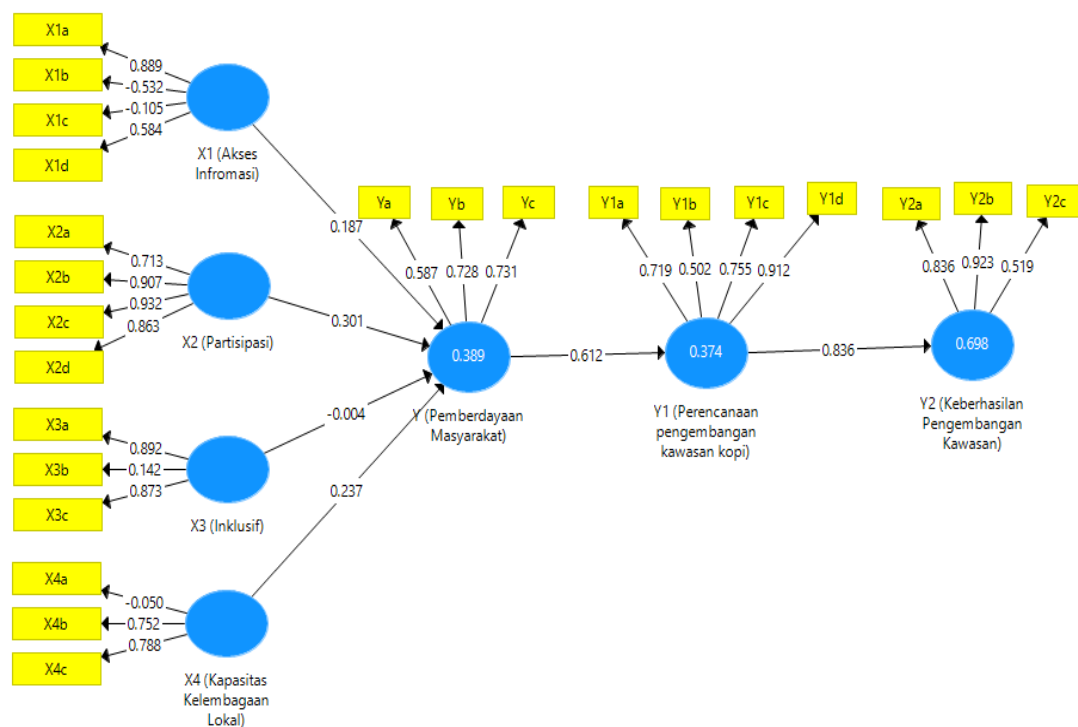 X1a
X1b
X1c
X1d
0.889
-0.532
-0.105
0.584
X1 (Akses
Infromasi)
X2a
X2b
X2c
X2d
0.713
0.907
0.932
0.863
X2 (Partisipasi)
X3a
X3b
X3c
0.892
0.142
0.873
X3 (Inklusif)
X4a
X4b
X4c
-0.050
0.752
0.788
X4 (Kapasitas
Kelembagaan
Lokal)
0.187
0.301
-0.004
0.237
Ya
Yb
Yc
0.587
0.728
0.731
0.389
Y (Pemberdayaan
Masyarakat)
0.612
Y1a
Y1b
Y1c
Y1d
0.719
0.502
0.755
0.912
0.374
Y1 (Perencanaan
pengembangan
kawasan kopi)
0.836
Y2a
Y2b
Y2c
0.836
0.923
0.519
0.698
Y2 (Keberhasilan
Pengembangan
Kawasan)